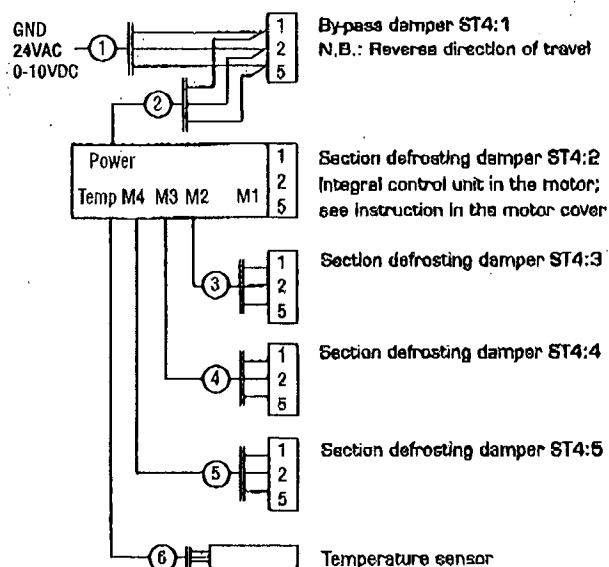 GND
24VAC
0-10VDC
1
1
2
5
By-pass damper ST4:1
N.B.: Reverse direction of travel
2
Power
Temp M4 M3 M2 M1
1
2
5
Section defrosting damper ST4:2
Integral control unit in the motor;
see instruction in the motor cover
3
1
2
5
Section defrosting damper ST4:3
4
1
2
5
Section defrosting damper ST4:4
5
1
2
5
Section defrosting damper ST4:5
6
Temperature sensor